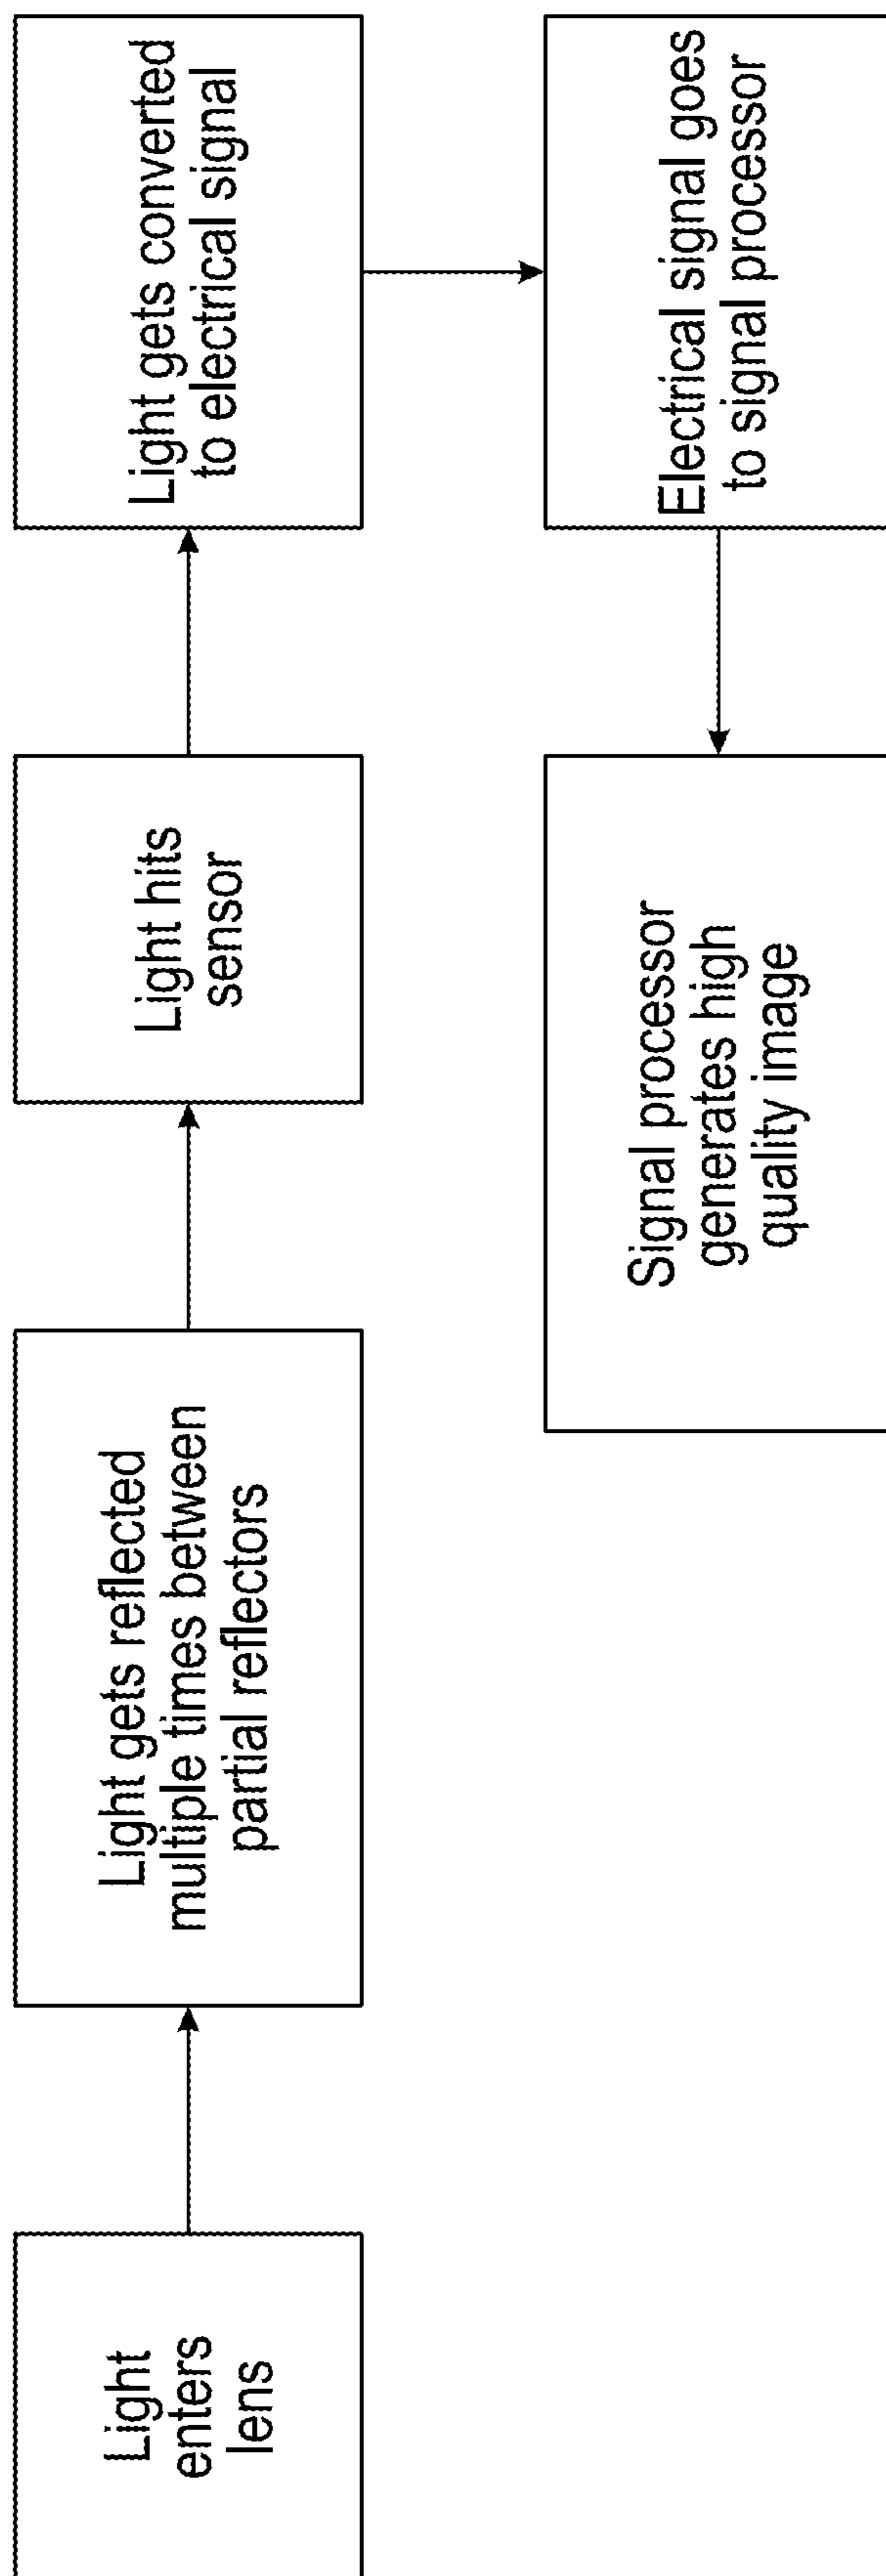 Light
enters
lens
Light gets reflected
multiple times between
partial reflectors
Light hits
sensor
Light gets converted
to electrical signal
Electrical signal goes
to signal processor
Signal processor
generates high
quality image